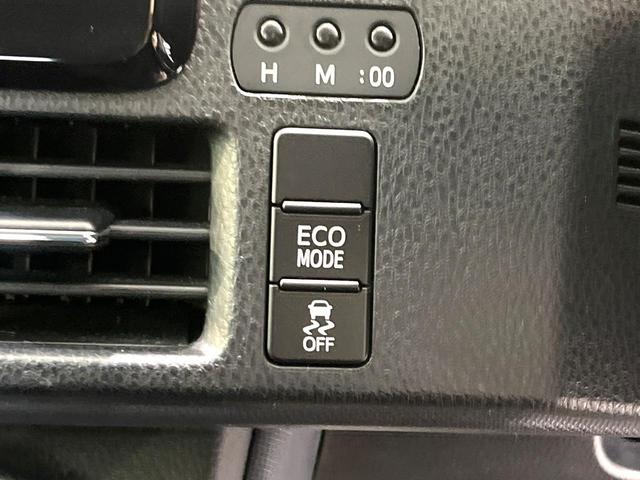 H M :00
ECO
MODE
OFF